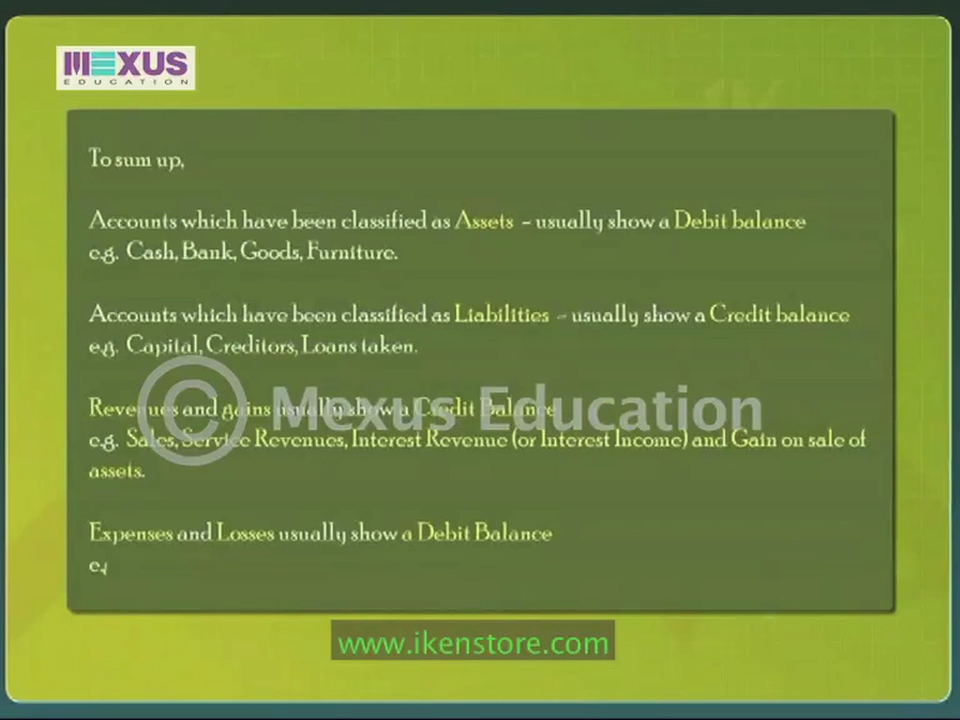 MEXUS
EDUCATION
To sum up,
Accounts which have been classified as Assets - usually show a Debit balance
e.g. Cash, Bank, Goods, Furniture.
Accounts which have been classified as Liabilities - usually show a Credit balance
e.g. Capital, Creditors, Loans taken.
Revenues and gains usually show a Credit Balance
© Mexus Education
e.g. Sales, Service Revenues, Interest Revenue (or Interest Income) and Gain on sale of
assets.
Expenses and Losses usually show a Debit Balance
www.ikenstore.com